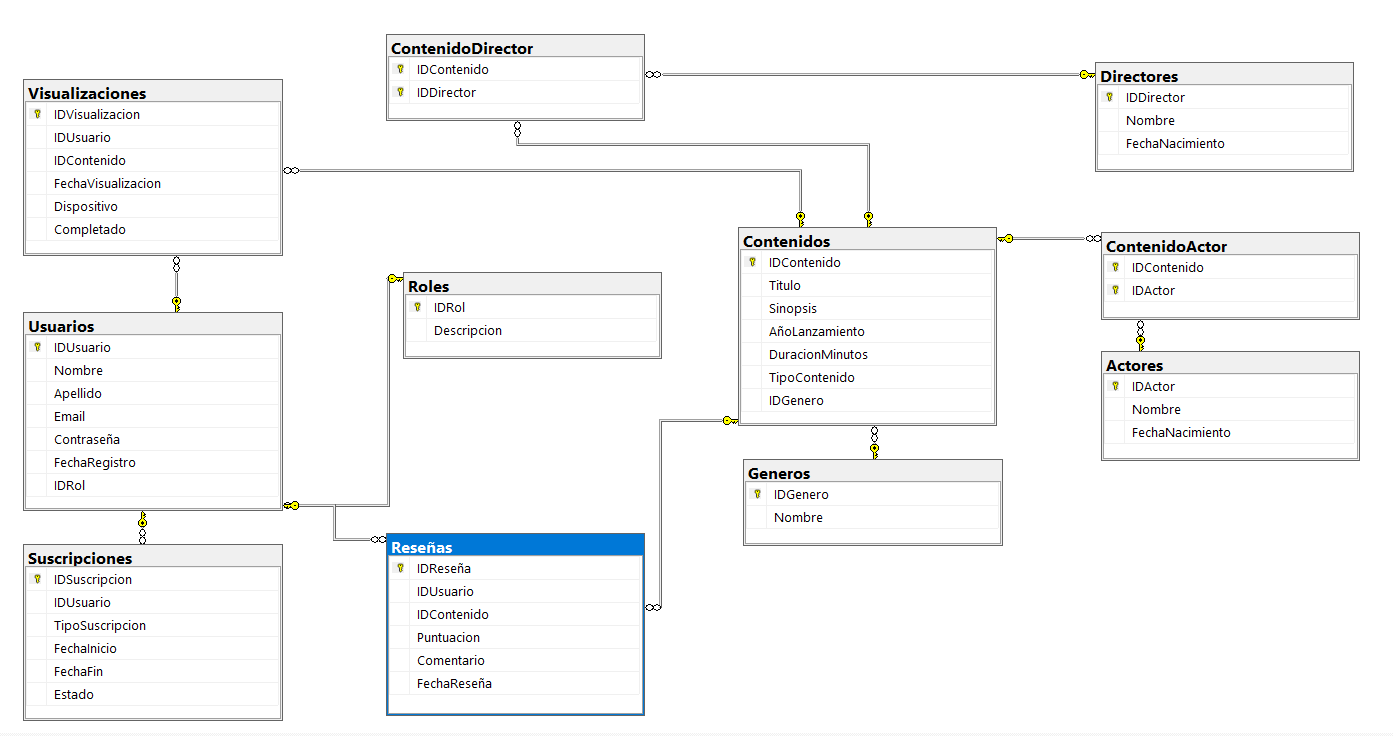 ContenidoDirector
IDContenido
IDDirector
Directores
IDDirector
Nombre
FechaNacimiento
Visualizaciones
IDVisualizacion
IDUsuario
IDContenido
FechaVisualizacion
Dispositivo
Completado
Contenidos
IDContenido
Titulo
Sinopsis
AñoLanzamiento
DuracionMinutos
TipoContenido
IDGenero
ContenidoActor
IDContenido
IDActor
Roles
IDRol
Descripcion
Usuarios
IDUsuario
Nombre
Apellido
Email
Contraseña
FechaRegistro
IDRol
Actores
IDActor
Nombre
FechaNacimiento
Generos
IDGenero
Nombre
Suscripciones
IDSuscripcion
IDUsuario
TipoSuscripcion
FechaInicio
FechaFin
Estado
Reseñas
IDReseña
IDUsuario
IDContenido
Puntuacion
Comentario
FechaReseña